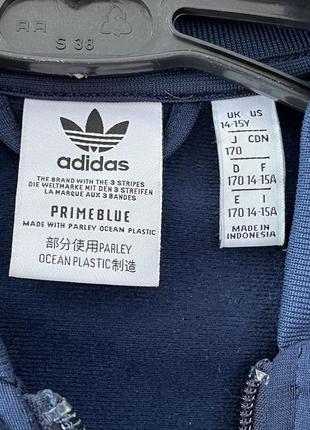 AA
S 38
adidas
THE BRAND WITH THE 3 STRIPES
DIE WELTMARKE MIT DEN 3 STREIFEN
LA MARQUE AUX 3 BANDES
PRIMEBLUE
MADE WITH PARLEY OCEAN PLASTIC
部分使用PARLEY
OCEAN PLASTIC制造
UK US
14-15Y
J CDN
170
D F
170 14-15A
E I
170 14-15A
MADE IN
INDONESIA